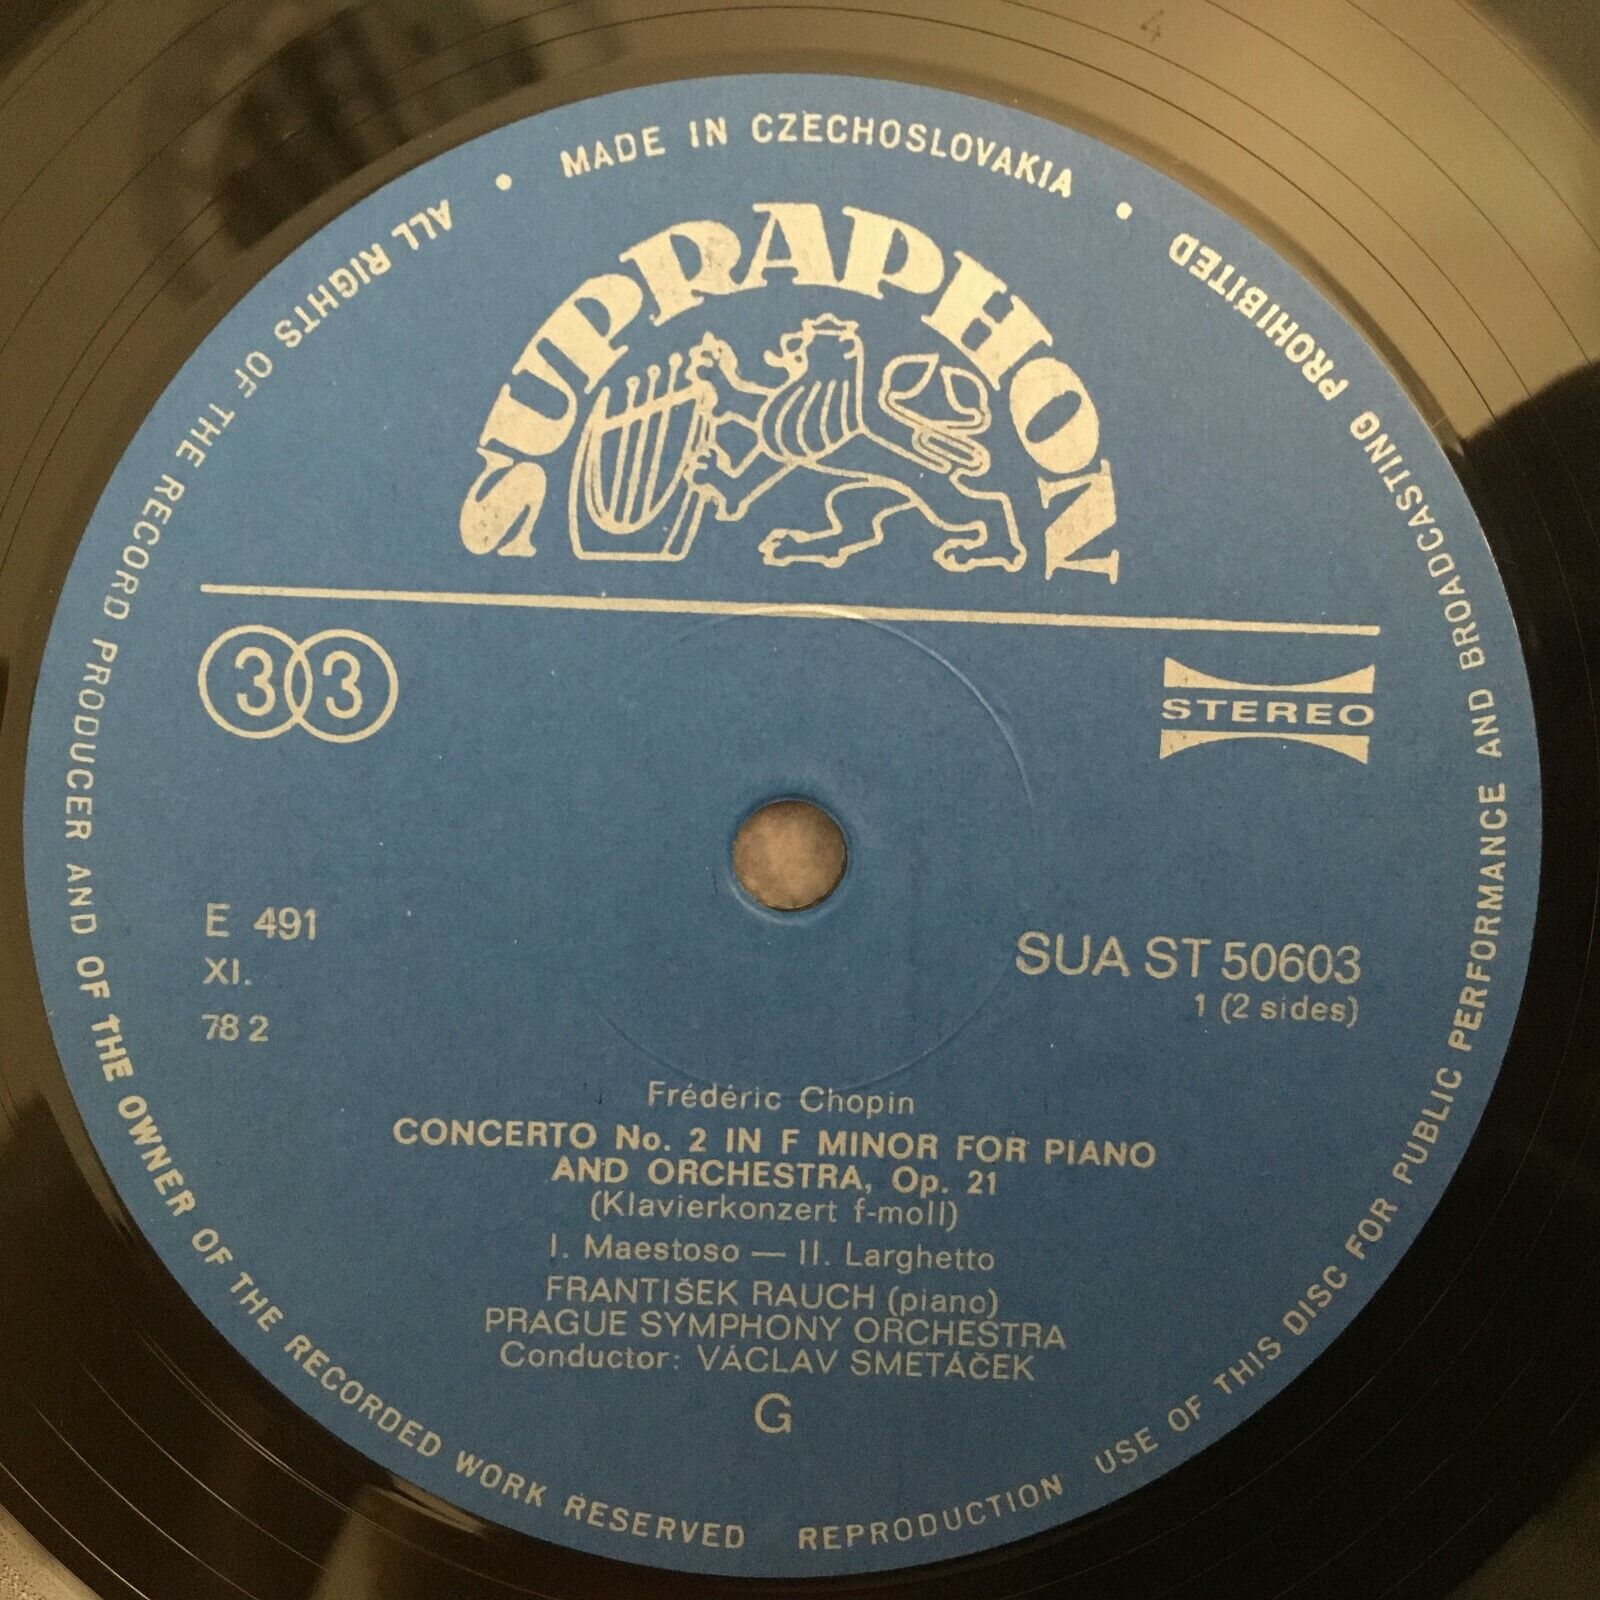 MADE IN CZECHOSLOVAKIA •
BROADCASTING PROHIBITED
ALL RIGHTS OF THE RECORD PRODUCER AND OF THE OWNER OF THE RECORDED WORK RESERVED
REPRODUCTION USE OF THIS DISC FOR PUBLIC PERFORMANCE AND
SUPRAPHON
33
STEREO
E 491
XI.
78 2
SUA ST 50603
1 (2 sides)
Frédéric Chopin
CONCERTO No. 2 IN F MINOR FOR PIANO
AND ORCHESTRA, Op. 21
(Klavierkonzert f-moll)
I. Maestoso — II. Larghetto
FRANTIŠEK RAUCH (piano)
PRAGUE SYMPHONY ORCHESTRA
Conductor: VÁCLAV SMETÁČEK
G
4